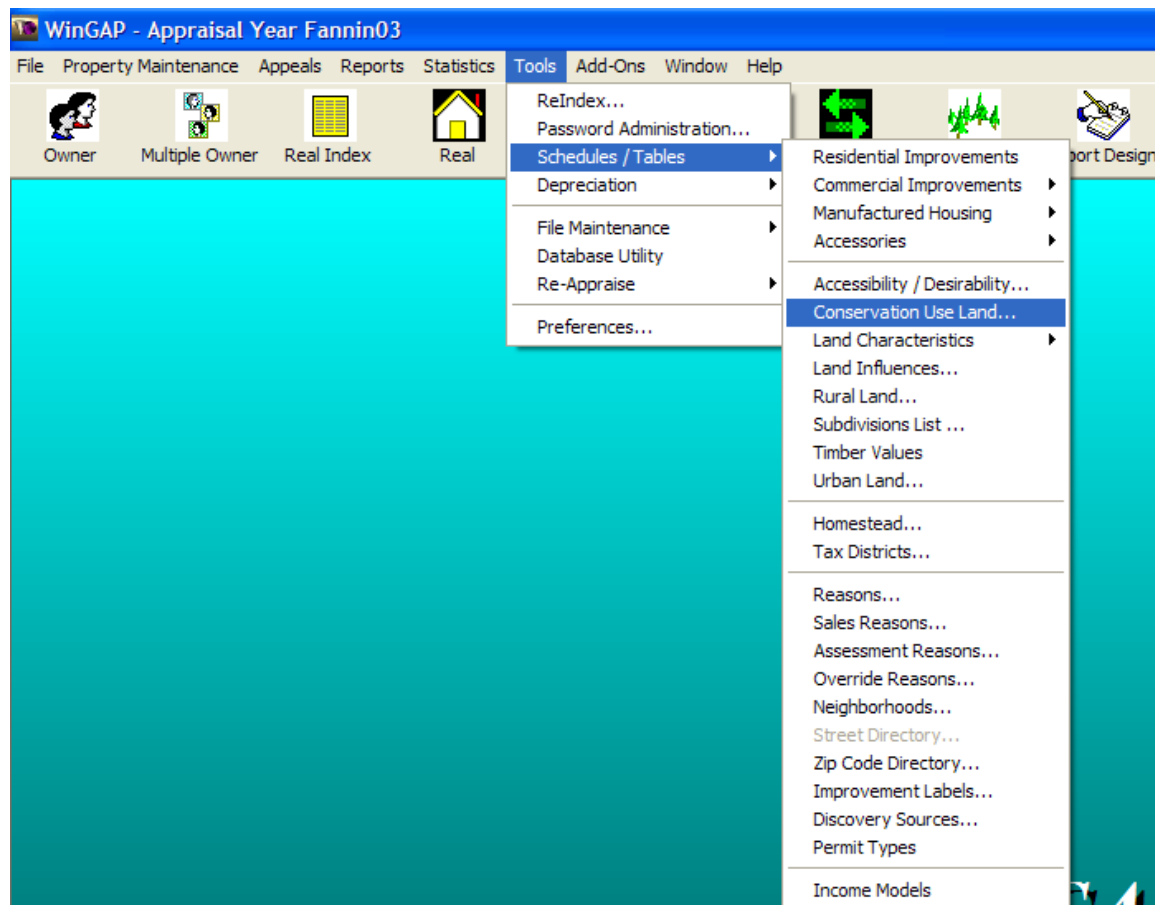 WinGAP - Appraisal Year Fannin03
File Property Maintenance Appeals Reports Statistics Tools Add-Ons Window Help
Owner Multiple Owner Real Index Real port Design
ReIndex...
Password Administration...
Schedules / Tables
Depreciation
File Maintenance
Database Utility
Re-Appraise
Preferences...
Residential Improvements
Commercial Improvements
Manufactured Housing
Accessories
Accessibility / Desirability...
Conservation Use Land...
Land Characteristics
Land Influences...
Rural Land...
Subdivisions List ...
Timber Values
Urban Land...
Homestead...
Tax Districts...
Reasons...
Sales Reasons...
Assessment Reasons...
Override Reasons...
Neighborhoods...
Street Directory...
Zip Code Directory...
Improvement Labels...
Discovery Sources...
Permit Types
Income Models